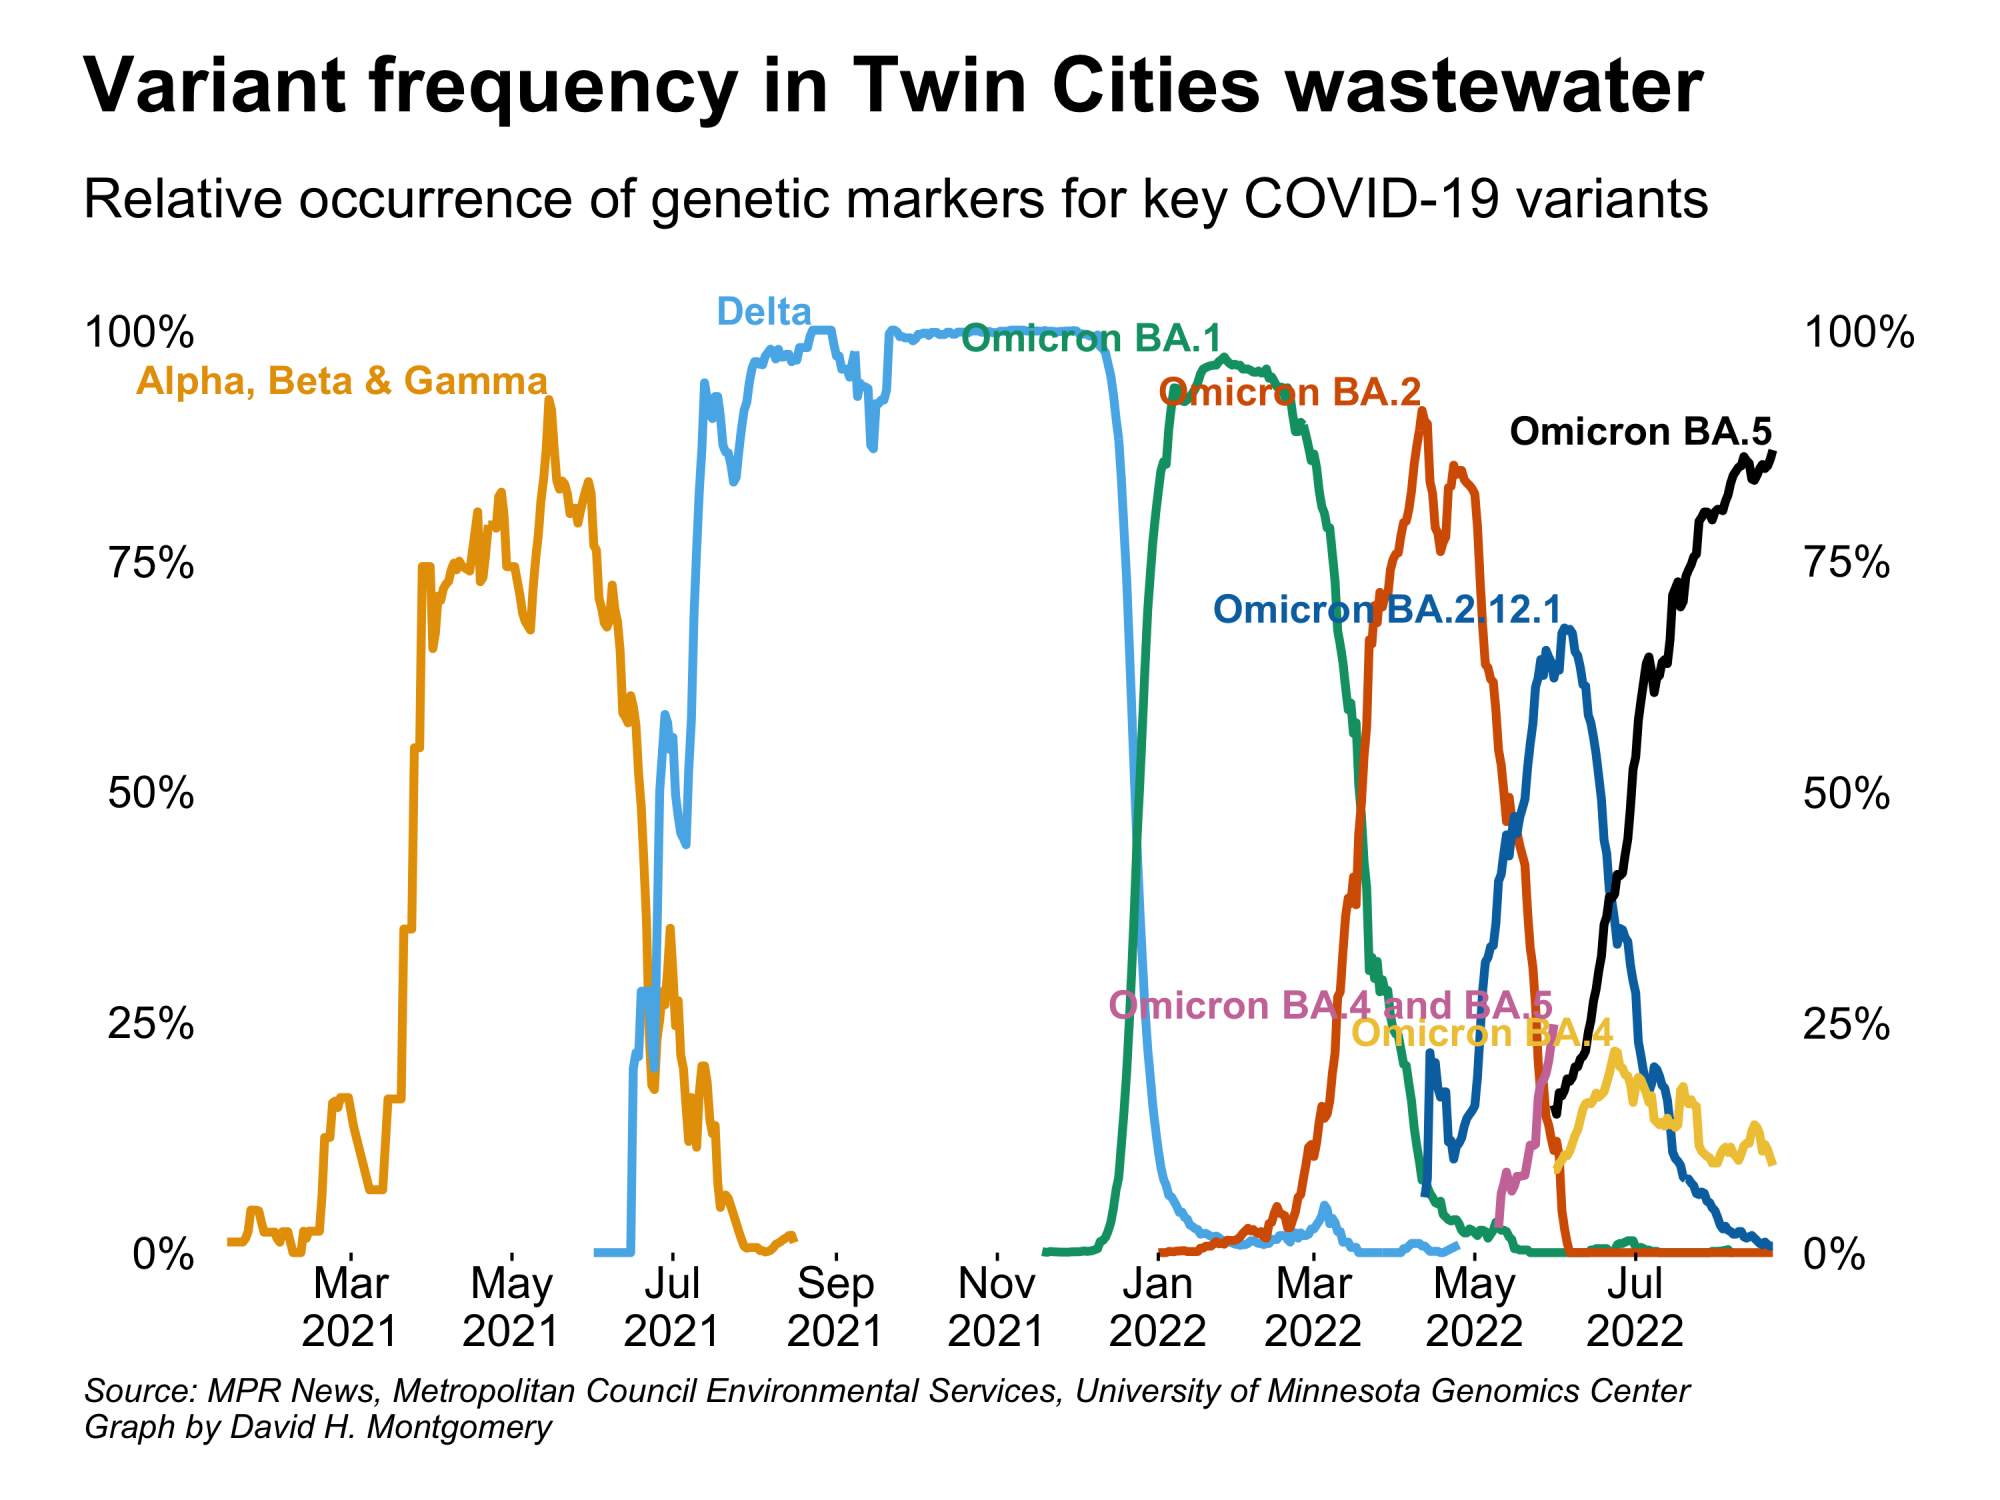 Variant frequency in Twin Cities wastewater
Relative occurrence of genetic markers for key COVID-19 variants
Delta
100%
Omicron BA.1
100%
Alpha, Beta & Gamma
Omicron BA.2
Omicron BA.5
75%
75%
Omicron BA.2.12.1
50%
50%
Omicron BA.4 and BA.5
25%
Omicron BA.4
25%
0%
0%
Mar May Jul Sep Nov Jan Mar May Jul
2021 2021 2021 2021 2021 2022 2022 2022 2022
Source: MPR News, Metropolitan Council Environmental Services, University of Minnesota Genomics Center
Graph by David H. Montgomery